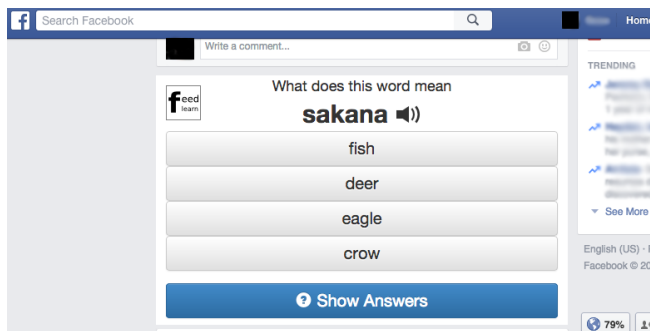 Search Facebook
Home
Write a comment...
TRENDING
feed
learn
What does this word mean
sakana
fish
deer
eagle
crow
Show Answers
1
See More
English (US) ·
Facebook © 20
79%